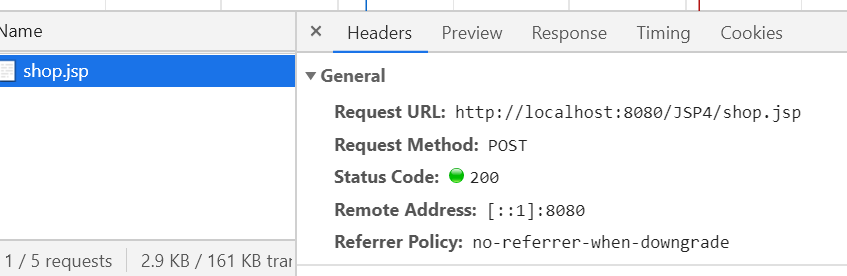 Name
shop.jsp
1 / 5 requests 2.9 KB / 161 KB tran
× Headers Preview Response Timing Cookies
▼ General
Request URL: http://localhost:8080/JSP4/shop.jsp
Request Method: POST
Status Code: 200
Remote Address: [::1]:8080
Referrer Policy: no-referrer-when-downgrade